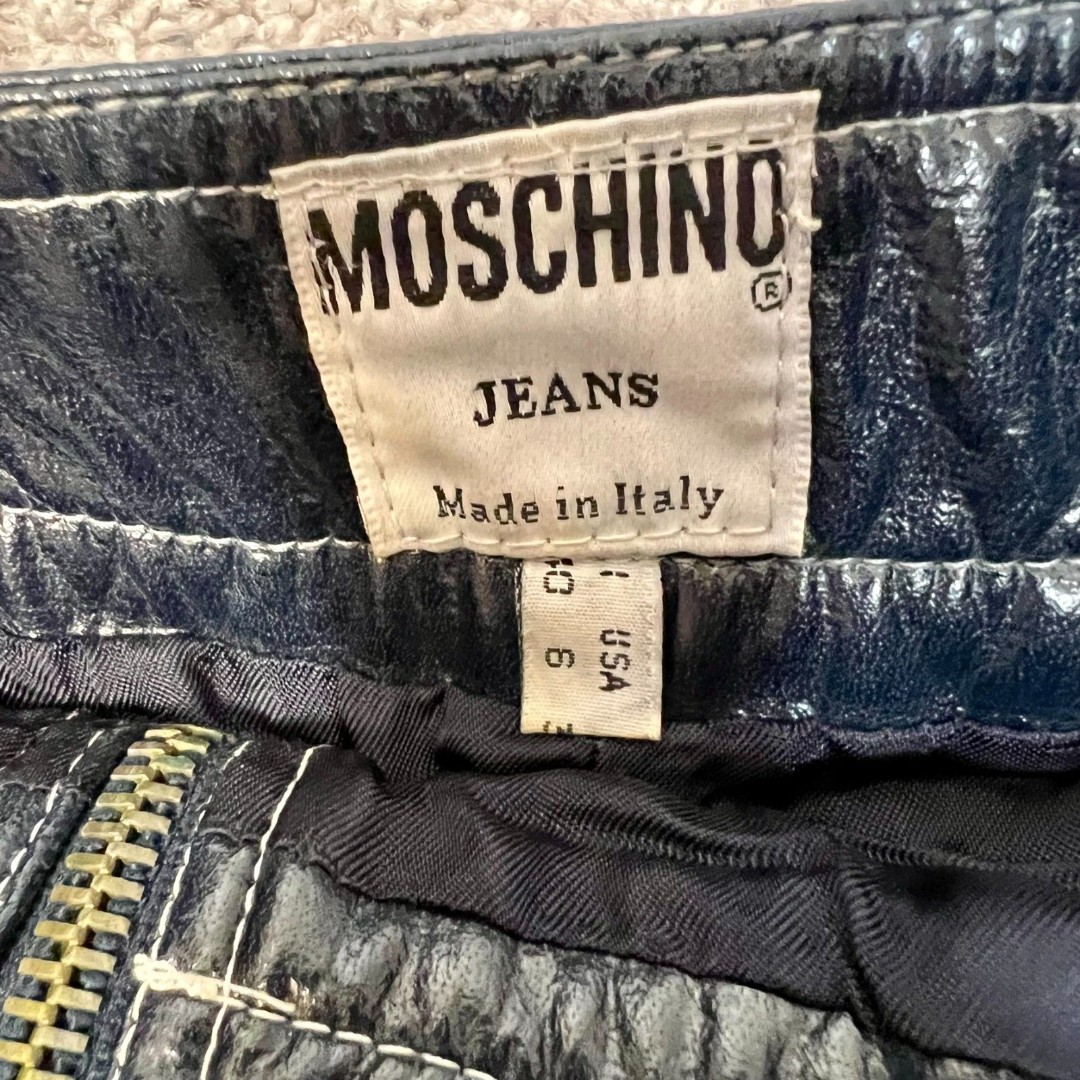 MOSCHINO
®
JEANS
Made in Italy
USA
6